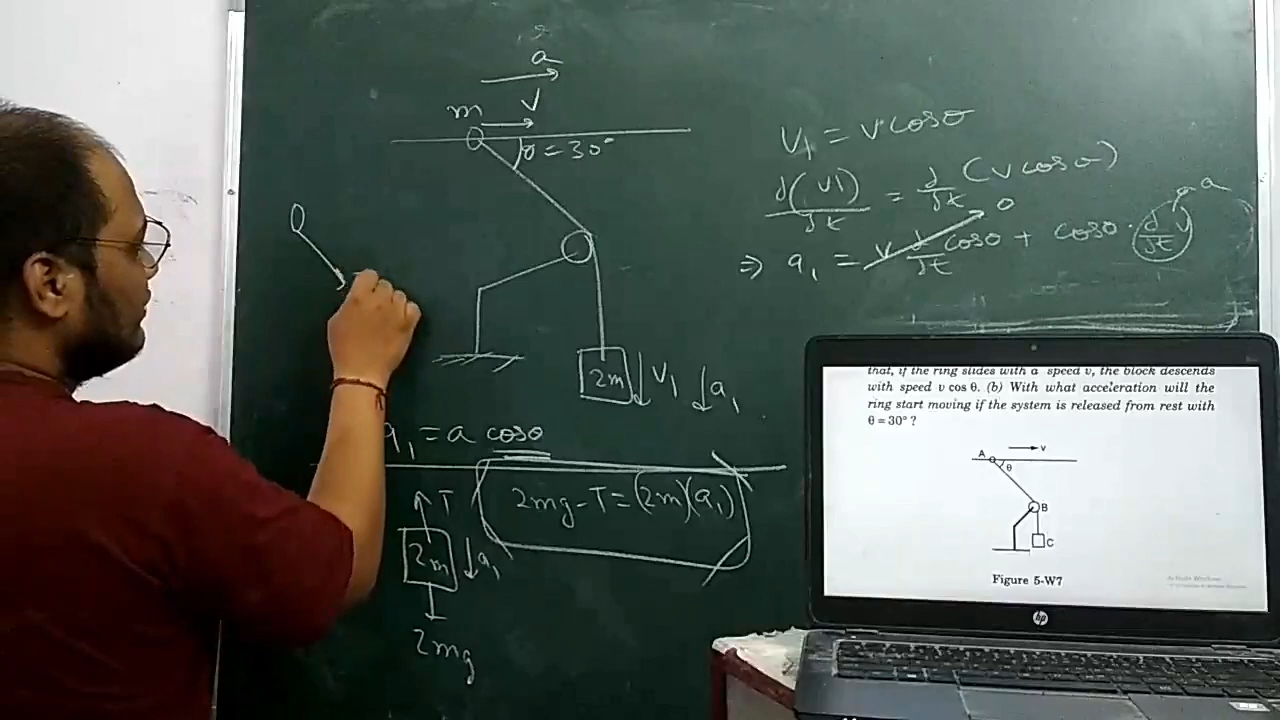 a
V
m
θ = 30°
2m
V1
a1
V1 = v cosθ
d(V1)/dt = d/dt (v cosθ)
0
a
⇒ a1 = v d/dt cosθ + cosθ · d/dt v
a1 = a cosθ
2mg - T = (2m)(a1)
T
2m
a1
2mg
that, if the ring slides with a speed v, the block descends
with speed v cos θ. (b) With what acceleration will the
ring start moving if the system is released from rest with
θ = 30° ?
A
v
θ
B
C
Figure 5-W7
Activate Windows
hp